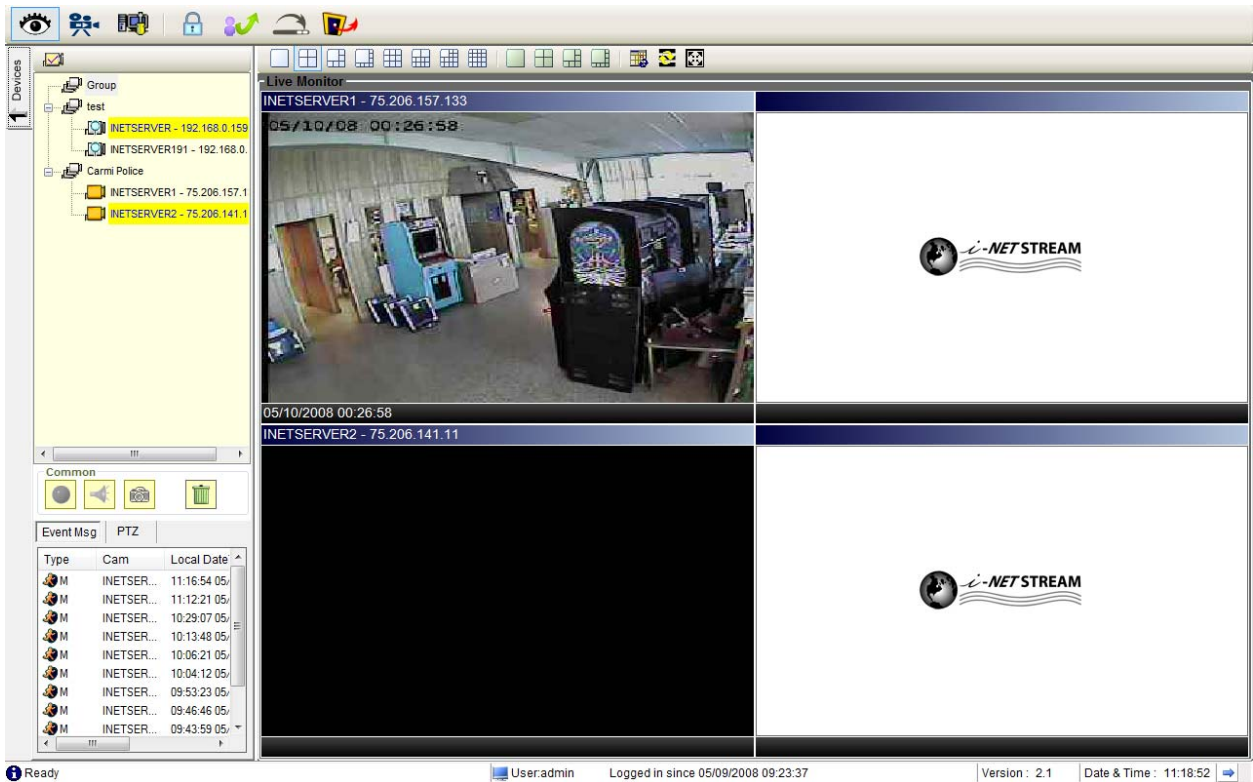 Devices
Group
test
INETSERVER - 192.168.0.159
INETSERVER191 - 192.168.0.
Carmi Police
INETSERVER1 - 75.206.157.1
INETSERVER2 - 75.206.141.1
Common
Event Msg PTZ
Type Cam Local Date
M INETSER... 11:16:54 05/
M INETSER... 11:12:21 05/
M INETSER... 10:29:07 05/
M INETSER... 10:13:48 05/
M INETSER... 10:06:21 05/
M INETSER... 10:04:12 05/
M INETSER... 09:53:23 05/
M INETSER... 09:46:46 05/
M INETSER... 09:43:59 05/
Live Monitor
INETSERVER1 - 75.206.157.133
05/10/08 00:26:58
05/10/2008 00:26:58
i-NET STREAM
INETSERVER2 - 75.206.141.11
i-NET STREAM
Ready
User:admin
Logged in since 05/09/2008 09:23:37
Version : 2.1
Date & Time : 11:18:52